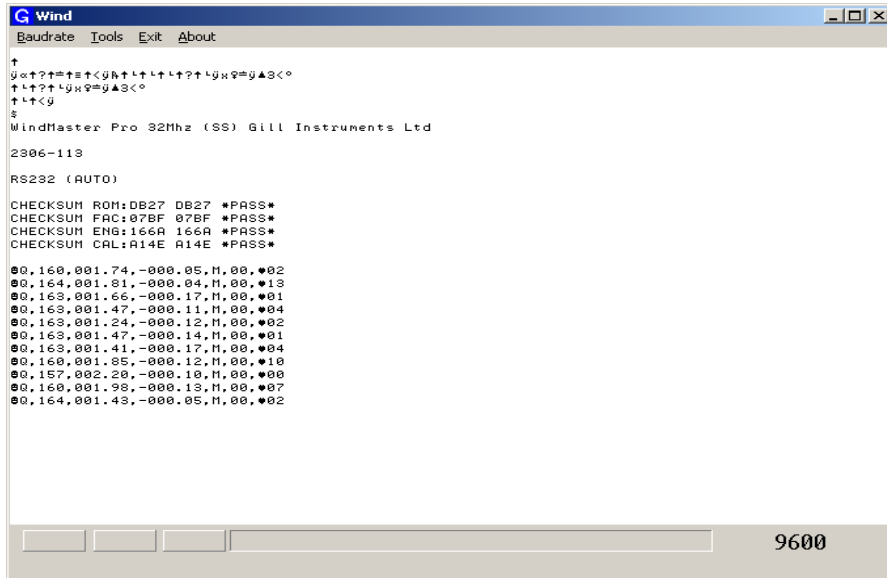 G Wind
Baudrate Tools Exit About
$
WindMaster Pro 32Mhz (SS) Gill Instruments Ltd
2306-113
RS232 (AUTO)
CHECKSUM ROM:DB27 DB27 *PASS*
CHECKSUM FAC:07BF 07BF *PASS*
CHECKSUM ENG:166A 166A *PASS*
CHECKSUM CAL:A14E A14E *PASS*
☻Q,160,001.74,-000.05,M,00,♥02
☻Q,164,001.81,-000.04,M,00,♥13
☻Q,163,001.66,-000.17,M,00,♥01
☻Q,163,001.47,-000.11,M,00,♥04
☻Q,163,001.24,-000.12,M,00,♥02
☻Q,163,001.47,-000.14,M,00,♥01
☻Q,163,001.41,-000.17,M,00,♥04
☻Q,160,001.85,-000.12,M,00,♥10
☻Q,157,002.20,-000.10,M,00,♥00
☻Q,160,001.98,-000.13,M,00,♥07
☻Q,164,001.43,-000.05,M,00,♥02
9600